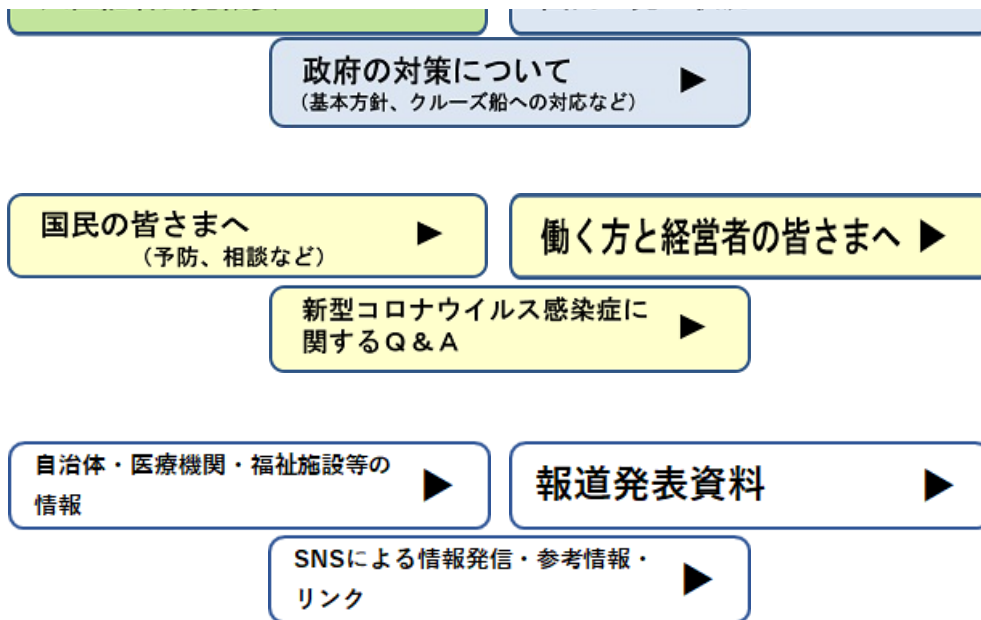 政府の対策について
（基本方針、クルーズ船への対応など）
国民の皆さまへ
（予防、相談など）
働く方と経営者の皆さまへ
新型コロナウイルス感染症に
関するＱ＆Ａ
自治体・医療機関・福祉施設等の
情報
報道発表資料
SNSによる情報発信・参考情報・
リンク